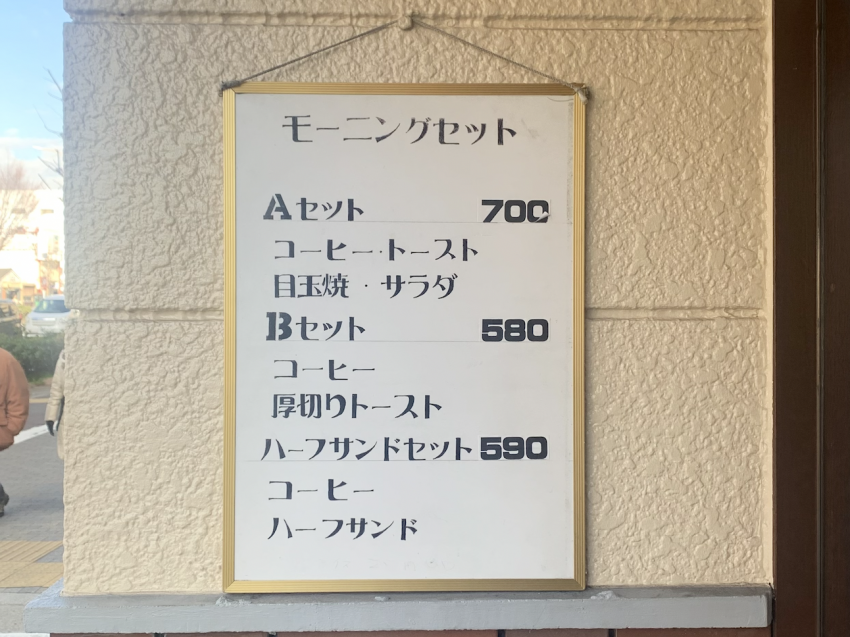 モーニングセット
Aセット 700
コーヒー・トースト
目玉焼・サラダ
Bセット 580
コーヒー
厚切りトースト
ハーフサンドセット 590
コーヒー
ハーフサンド